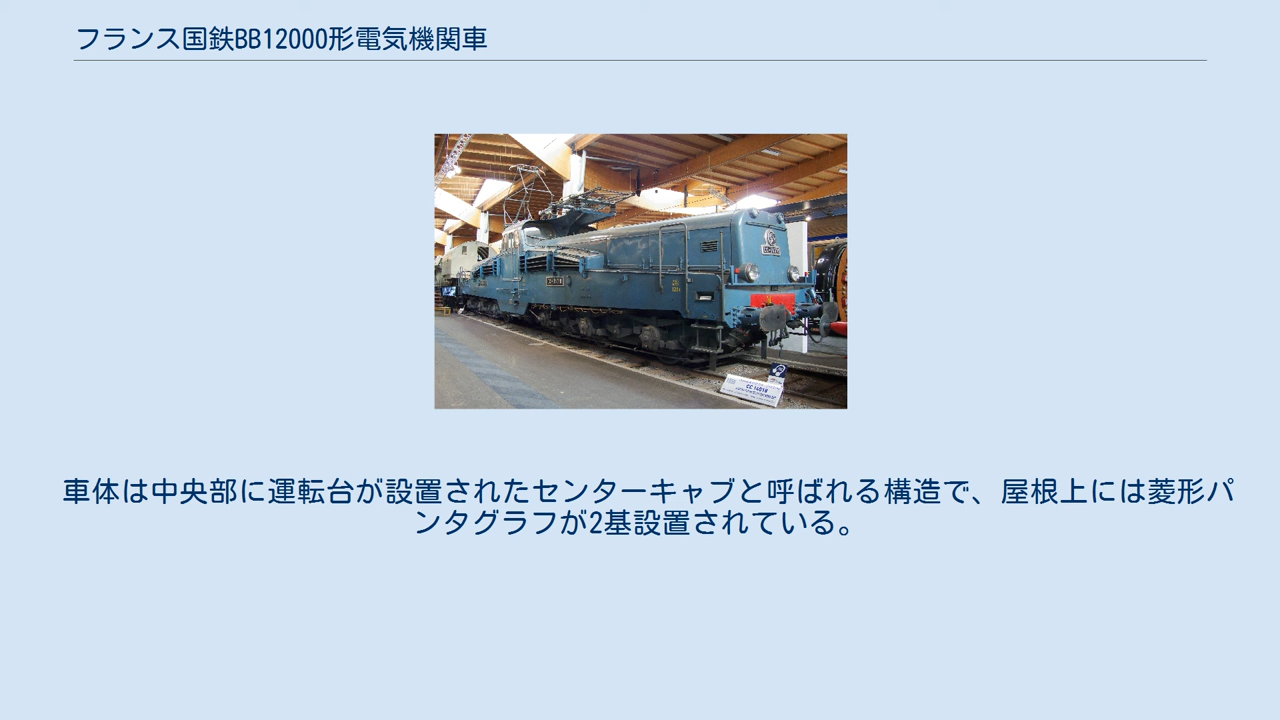 フランス国鉄BB12000形電気機関車
CC 14018
車体は中央部に運転台が設置されたセンターキャブと呼ばれる構造で、屋根上には菱形パ
ンタグラフが2基設置されている。